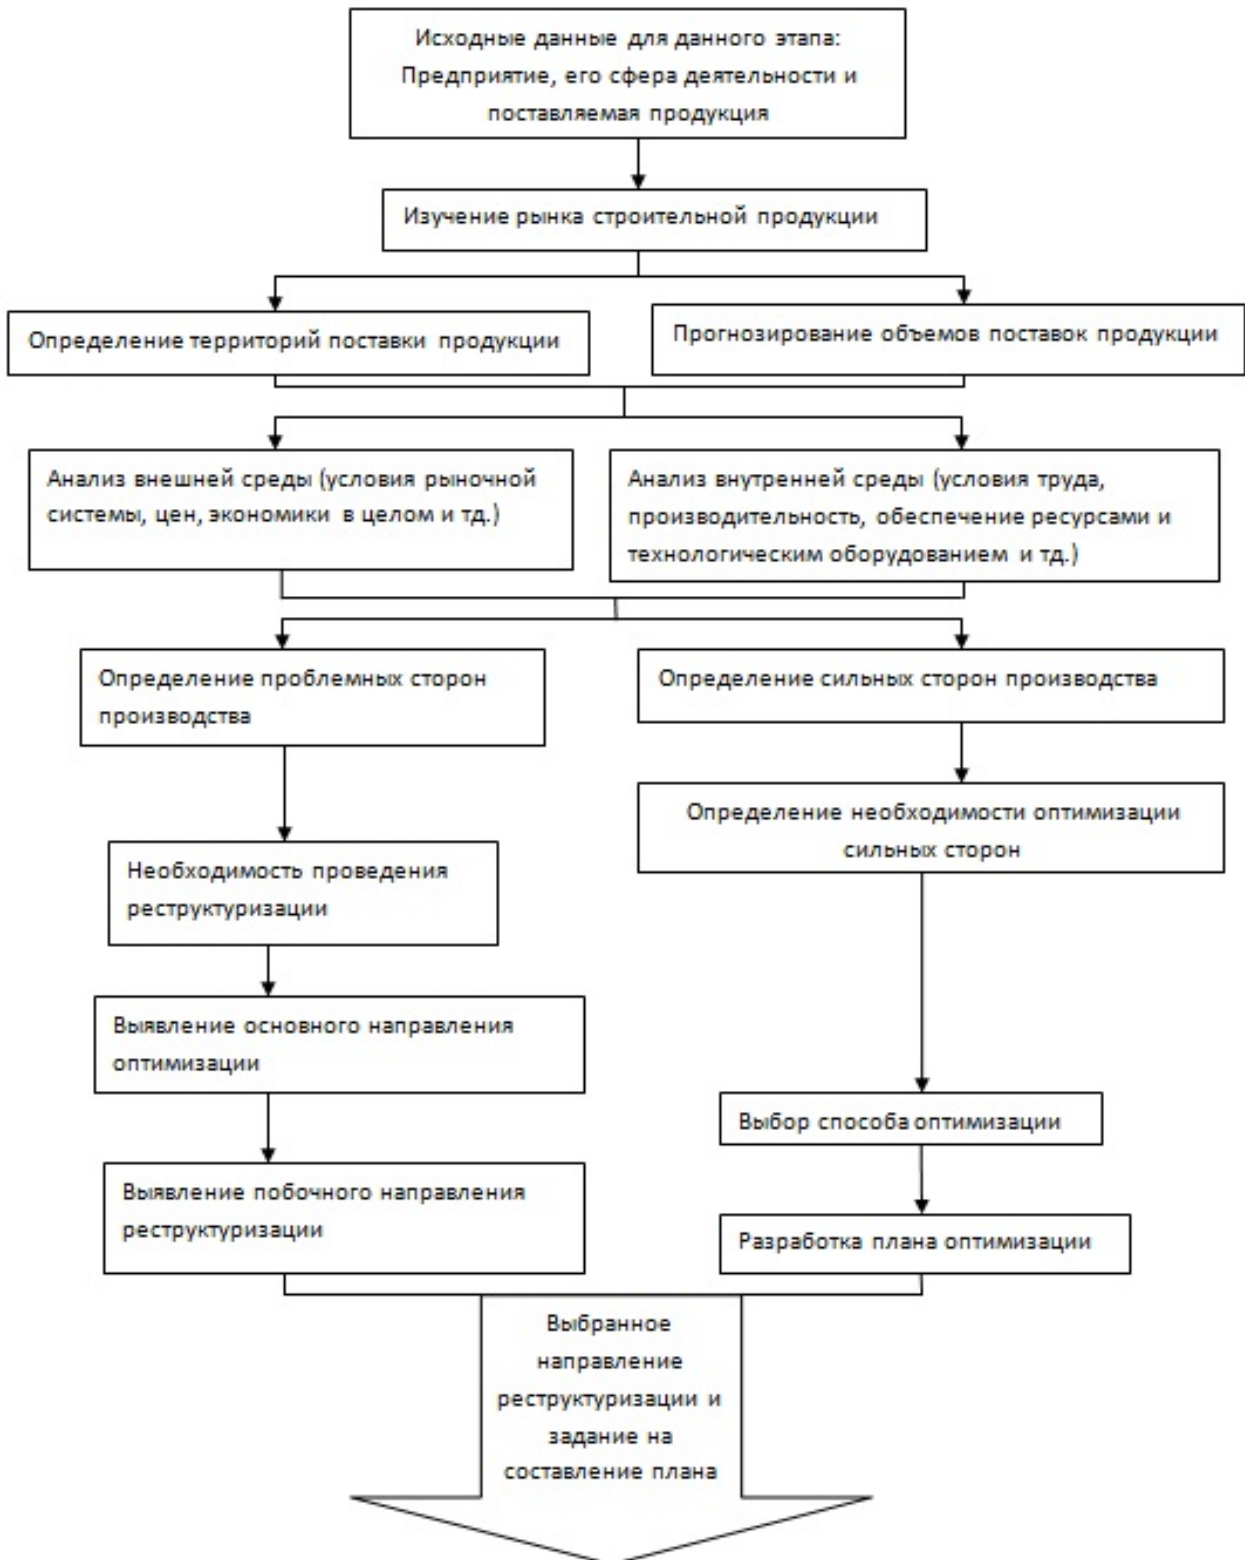 Исходные данные для данного этапа:
Предприятие, его сфера деятельности и
поставляемая продукция
Изучение рынка строительной продукции
Определение территорий поставки продукции
Прогнозирование объемов поставок продукции
Анализ внешней среды (условия рыночной
системы, цен, экономики в целом и тд.)
Анализ внутренней среды (условия труда,
производительность, обеспечение ресурсами и
технологическим оборудованием и тд.)
Определение проблемных сторон
производства
Определение сильных сторон производства
Определение необходимости оптимизации
сильных сторон
Необходимость проведения
реструктуризации
Выявление основного направления
оптимизации
Выбор способа оптимизации
Выявление побочного направления
реструктуризации
Разработка плана оптимизации
Выбранное
направление
реструктуризации и
задание на
составление плана